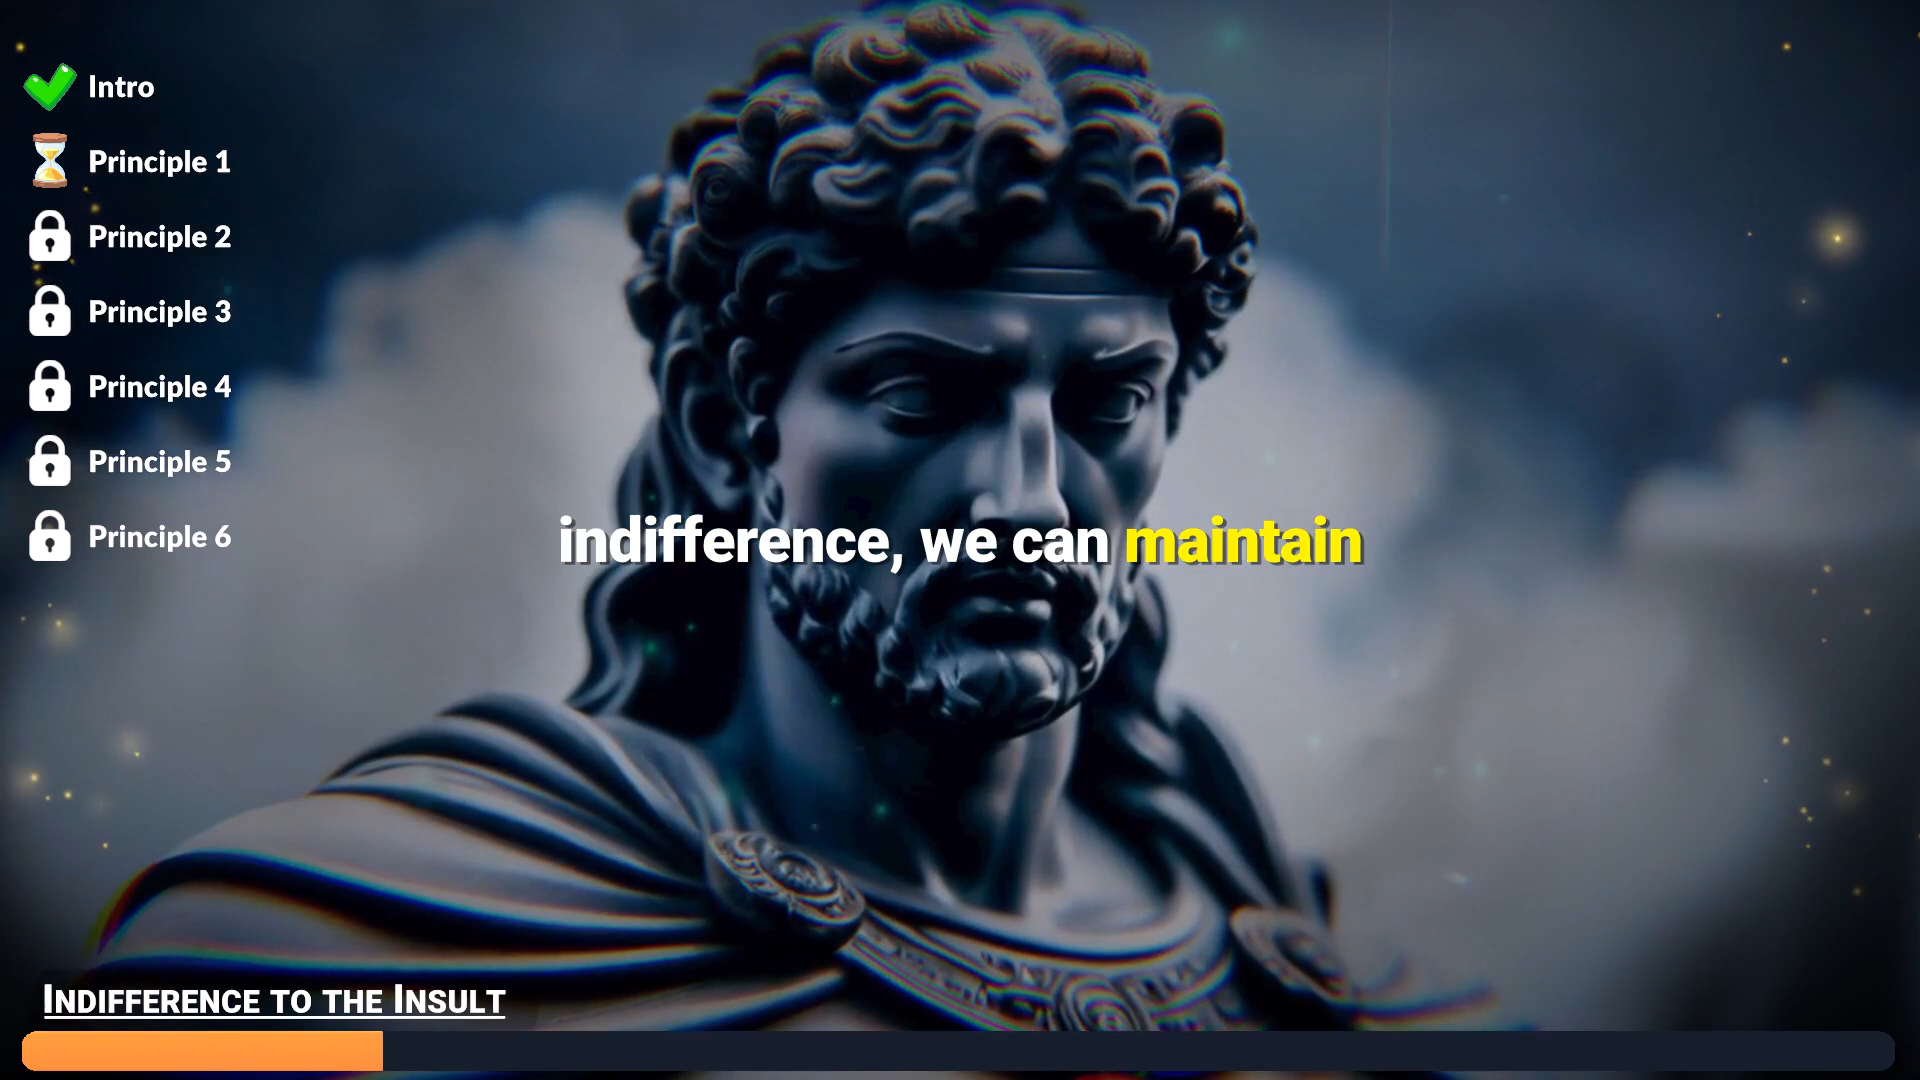 Intro
Principle 1
Principle 2
Principle 3
Principle 4
Principle 5
Principle 6
indifference, we can maintain
INDIFFERENCE TO THE INSULT